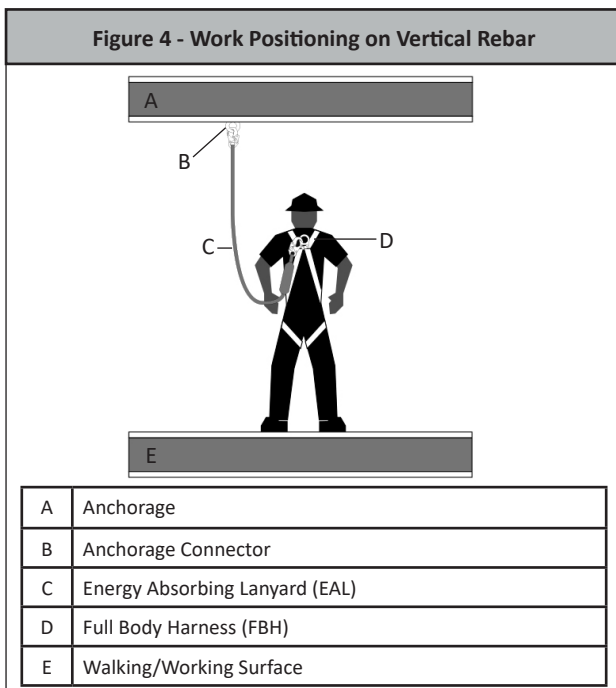 Figure 4 - Work Positioning on Vertical Rebar
A
B
C
D
E
A Anchorage
B Anchorage Connector
C Energy Absorbing Lanyard (EAL)
D Full Body Harness (FBH)
E Walking/Working Surface